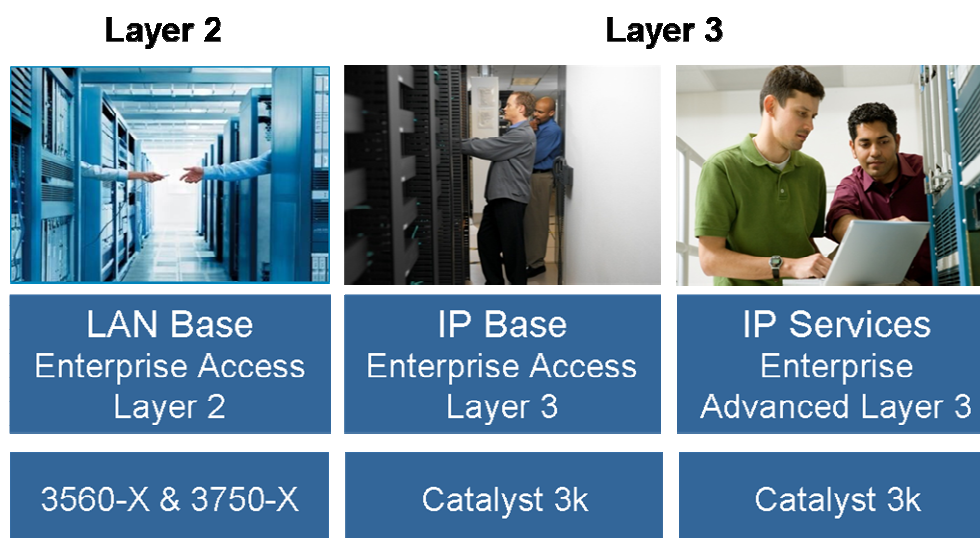 Layer 2
Layer 3
LAN Base
Enterprise Access
Layer 2
IP Base
Enterprise Access
Layer 3
IP Services
Enterprise
Advanced Layer 3
3560-X & 3750-X
Catalyst 3k
Catalyst 3k